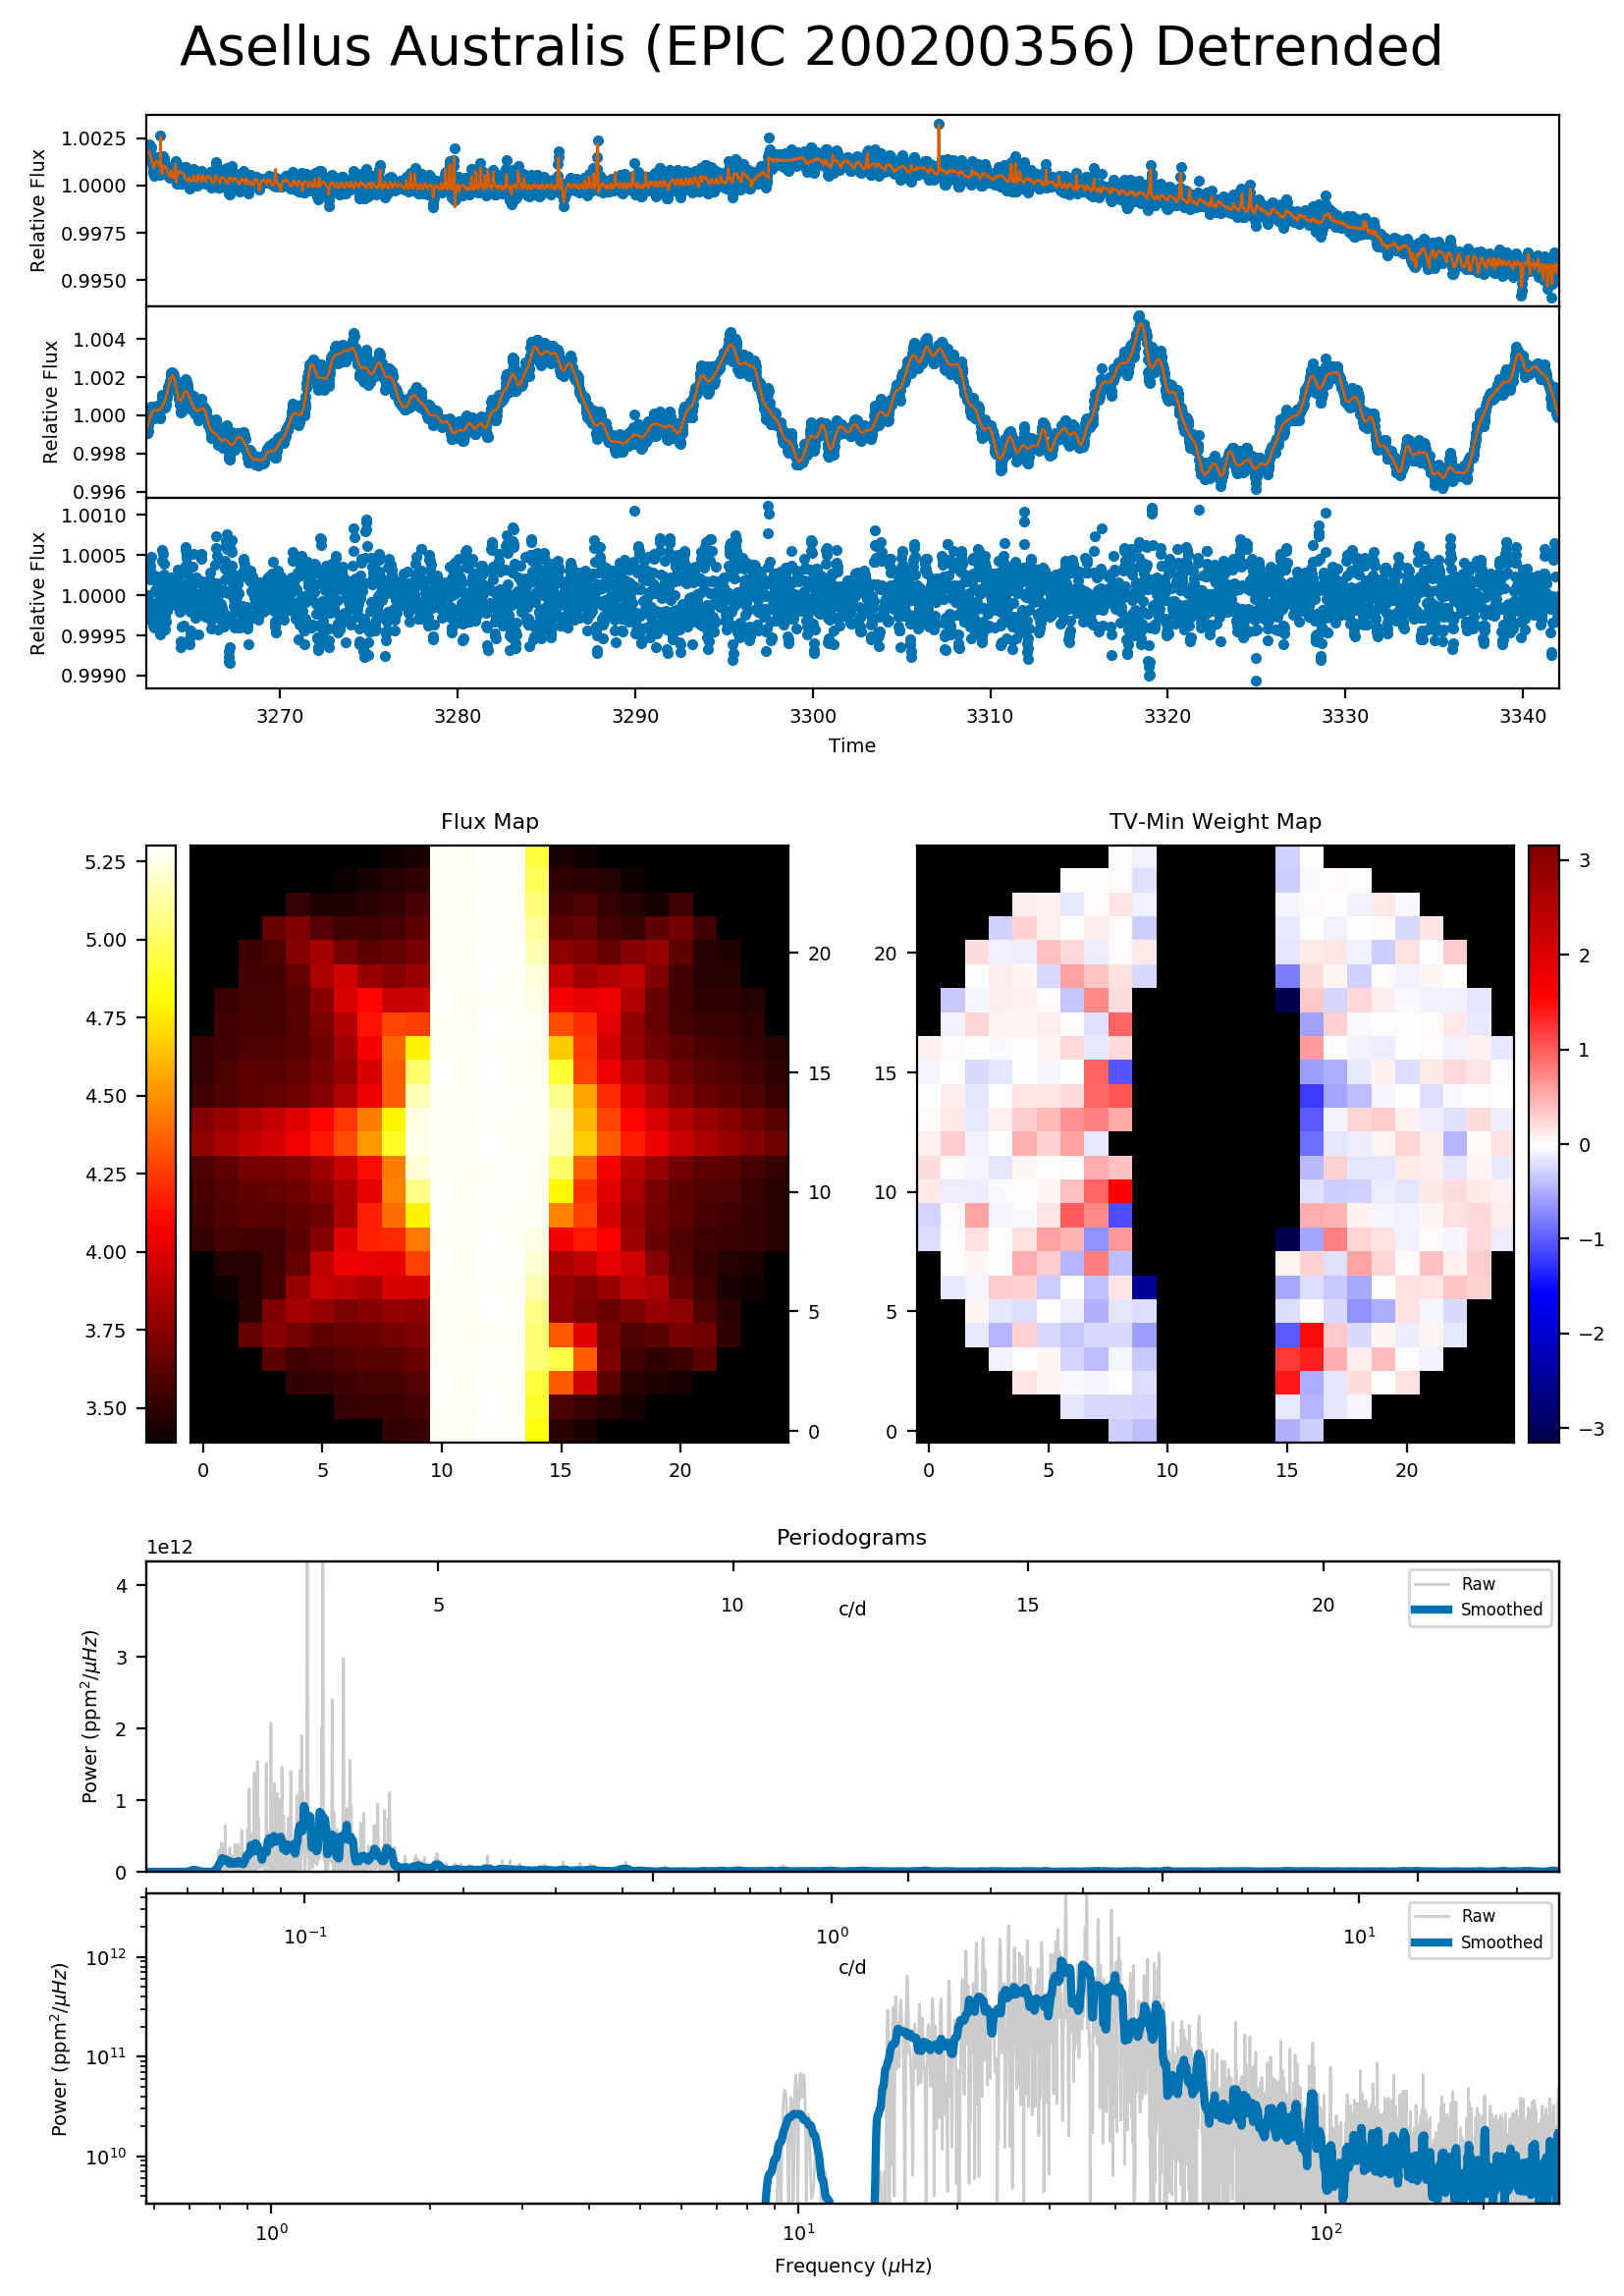 Asellus Australis (EPIC 200200356) Detrended
Relative Flux
1.0025
1.0000
0.9975
0.9950
Relative Flux
1.004
1.002
1.000
0.998
0.996
Relative Flux
1.0010
1.0005
1.0000
0.9995
0.9990
3270 3280 3290 3300 3310 3320 3330 3340
Time
Flux Map
5.25
5.00
4.75
4.50
4.25
4.00
3.75
3.50
20
15
10
5
0
0 5 10 15 20
TV-Min Weight Map
20
15
10
5
0
0 5 10 15 20
3
2
1
0
−1
−2
−3
Periodograms
1e12
Power (ppm²/μHz)
4
3
2
1
0
5 10 15 20
c/d
Raw
Smoothed
Power (ppm²/μHz)
10¹²
10¹¹
10¹⁰
10⁻¹ 10⁰ 10¹
c/d
Raw
Smoothed
10⁰ 10¹ 10²
Frequency (μHz)